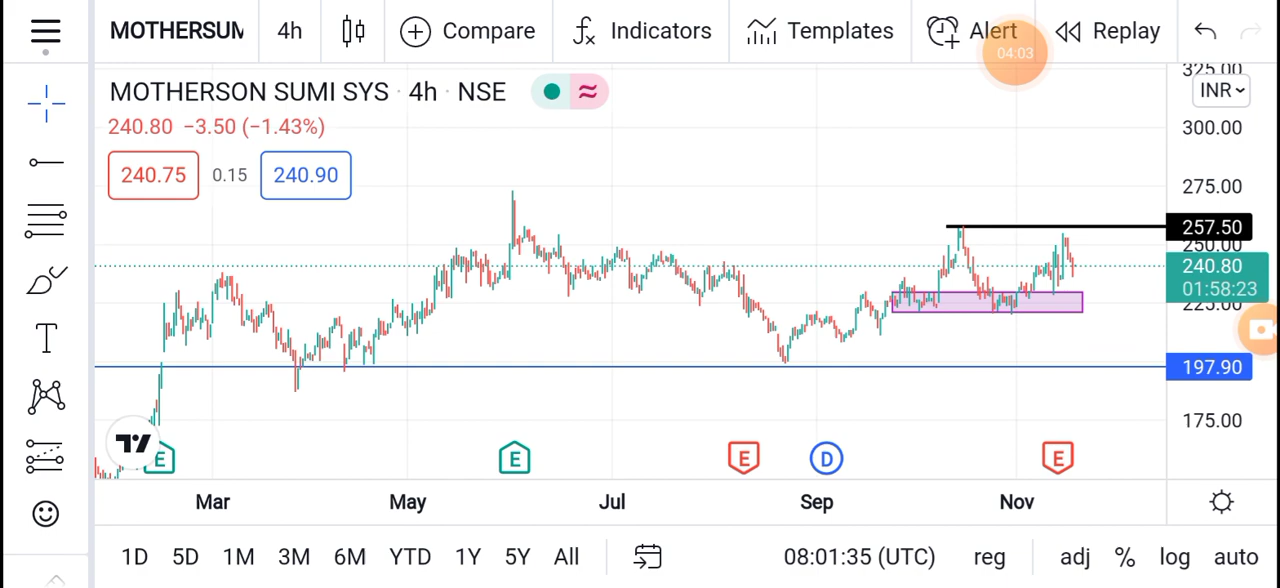 MOTHERSUM 4h Compare Indicators Templates Alert Replay
04:03
MOTHERSON SUMI SYS · 4h · NSE
240.80 −3.50 (−1.43%)
240.75 0.15 240.90
325.00
INR
300.00
275.00
257.50
250.00
240.80
01:58:23
225.00
197.90
175.00
E E E D E
Mar May Jul Sep Nov
1D 5D 1M 3M 6M YTD 1Y 5Y All 08:01:35 (UTC) reg adj % log auto